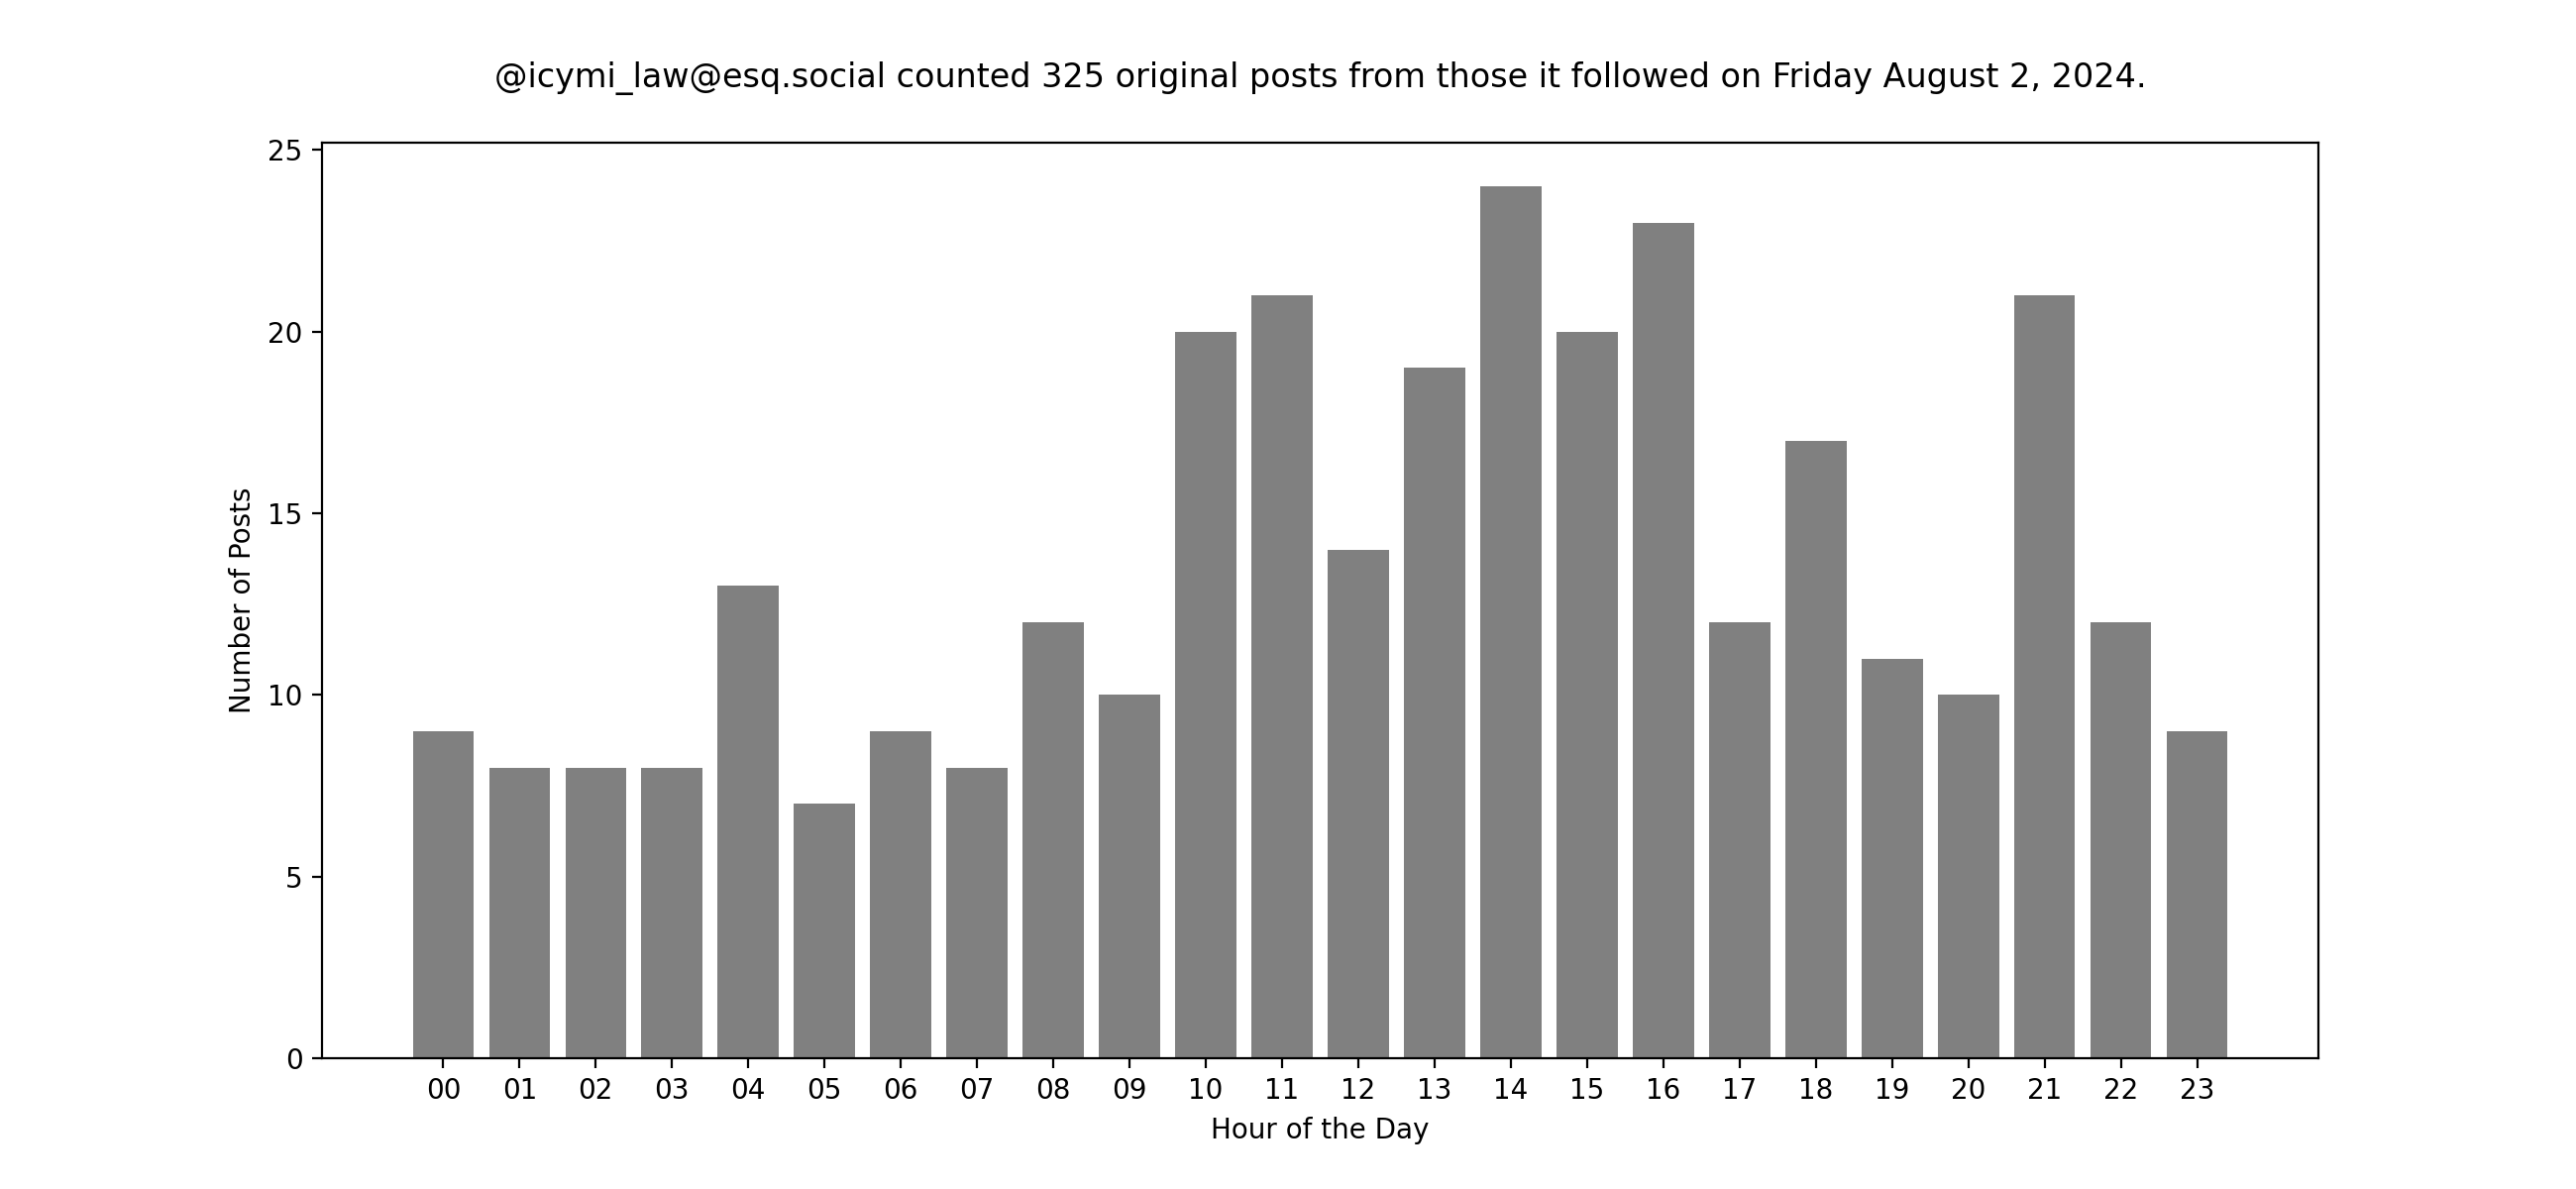 @icymi_law@esq.social counted 325 original posts from those it followed on Friday August 2, 2024.
25
20
15
10
5
0
Number of Posts
00 01 02 03 04 05 06 07 08 09 10 11 12 13 14 15 16 17 18 19 20 21 22 23
Hour of the Day